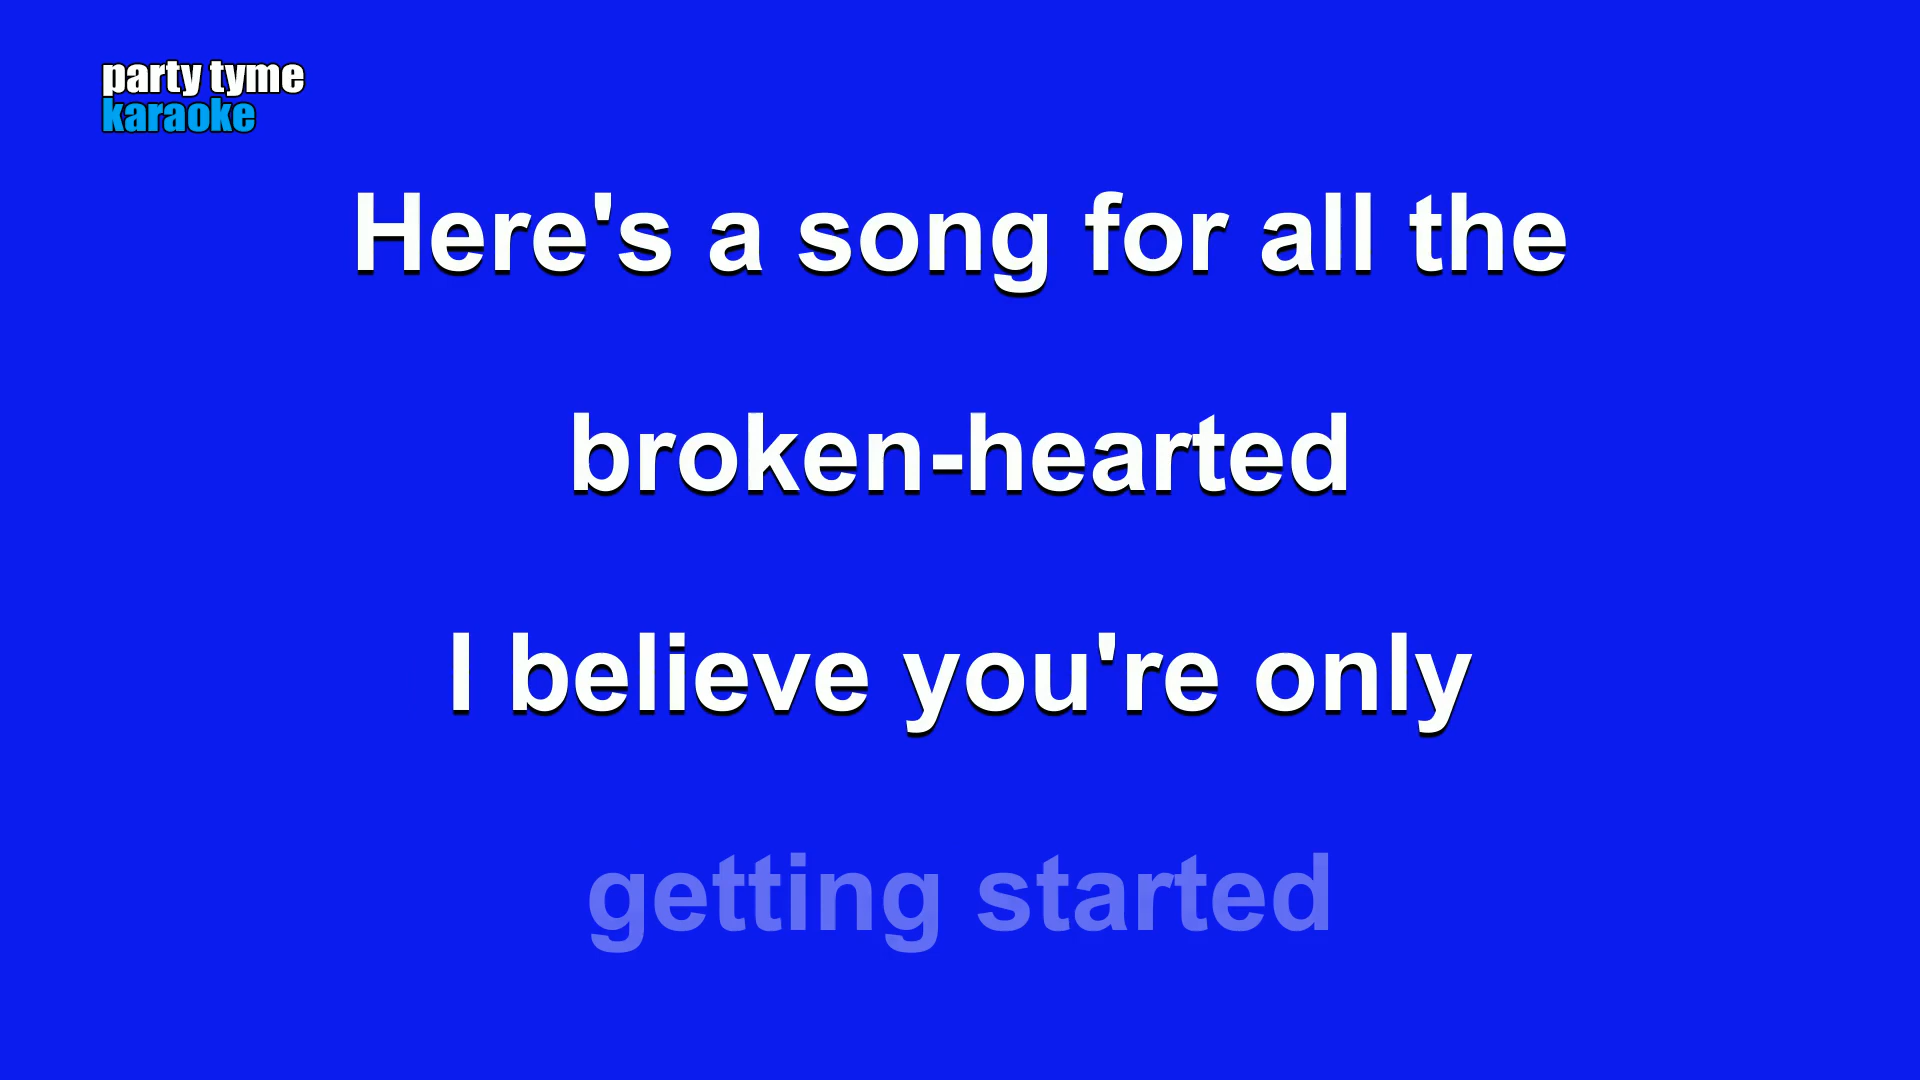 party tyme
karaoke
Here's a song for all the
broken-hearted
I believe you're only
getting started